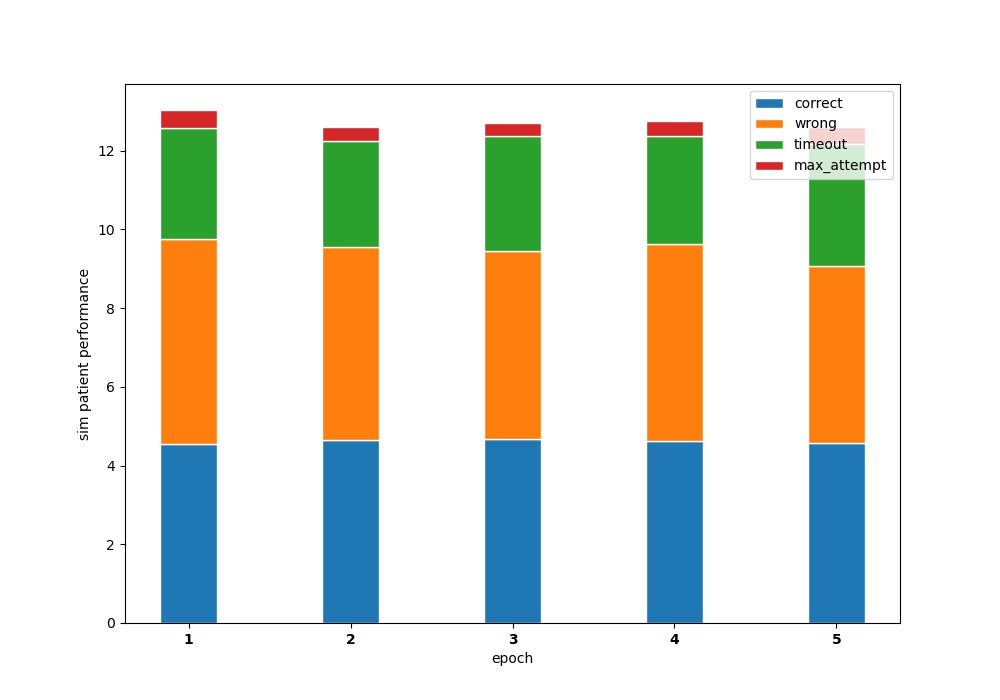 correct
wrong
timeout
max_attempt
12
10
8
6
4
2
0
sim patient performance
1 2 3 4 5
epoch